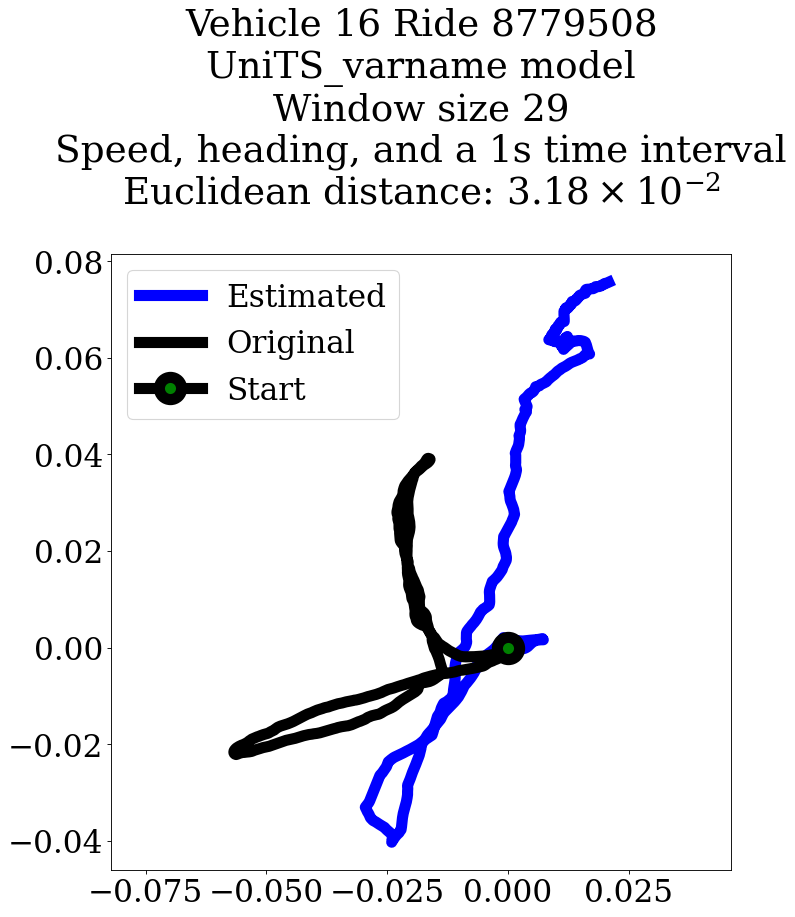 Vehicle 16 Ride 8779508
UniTS_varname model
Window size 29
Speed, heading, and a 1s time interval
Euclidean distance: 3.18 × 10⁻²
0.08
0.06
0.04
0.02
0.00
−0.02
−0.04
Estimated
Original
Start
−0.075 −0.050 −0.025 0.000 0.025